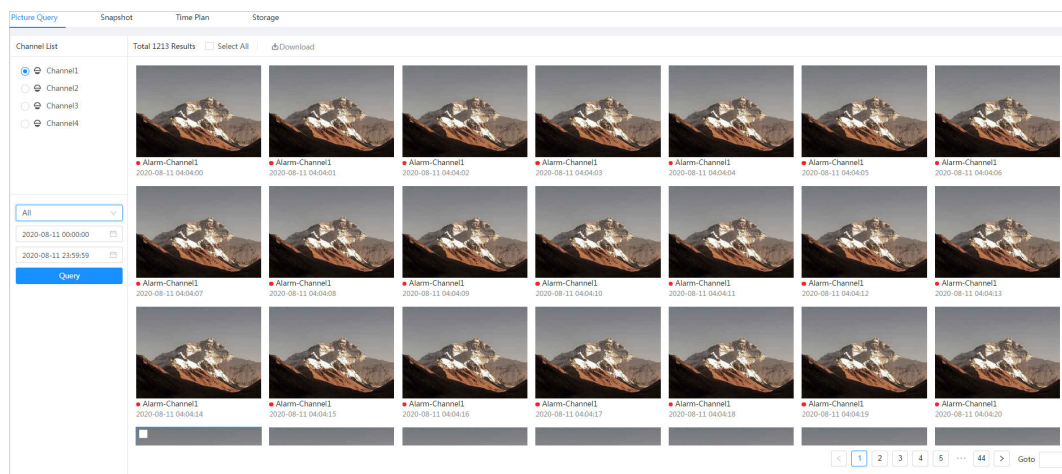 Picture Query Snapshot Time Plan Storage
Channel List
Total 1213 Results Select All Download
Channel1
Channel2
Channel3
Channel4
All
2020-08-11 00:00:00
2020-08-11 23:59:59
Query
Alarm-Channel1 Alarm-Channel1 Alarm-Channel1 Alarm-Channel1 Alarm-Channel1 Alarm-Channel1 Alarm-Channel1
2020-08-11 04:04:00 2020-08-11 04:04:01 2020-08-11 04:04:02 2020-08-11 04:04:03 2020-08-11 04:04:04 2020-08-11 04:04:05 2020-08-11 04:04:06
Alarm-Channel1 Alarm-Channel1 Alarm-Channel1 Alarm-Channel1 Alarm-Channel1 Alarm-Channel1 Alarm-Channel1
2020-08-11 04:04:07 2020-08-11 04:04:08 2020-08-11 04:04:09 2020-08-11 04:04:10 2020-08-11 04:04:11 2020-08-11 04:04:12 2020-08-11 04:04:13
Alarm-Channel1 Alarm-Channel1 Alarm-Channel1 Alarm-Channel1 Alarm-Channel1 Alarm-Channel1 Alarm-Channel1
2020-08-11 04:04:14 2020-08-11 04:04:15 2020-08-11 04:04:16 2020-08-11 04:04:17 2020-08-11 04:04:18 2020-08-11 04:04:19 2020-08-11 04:04:20
< 1 2 3 4 5 ··· 44 > Goto